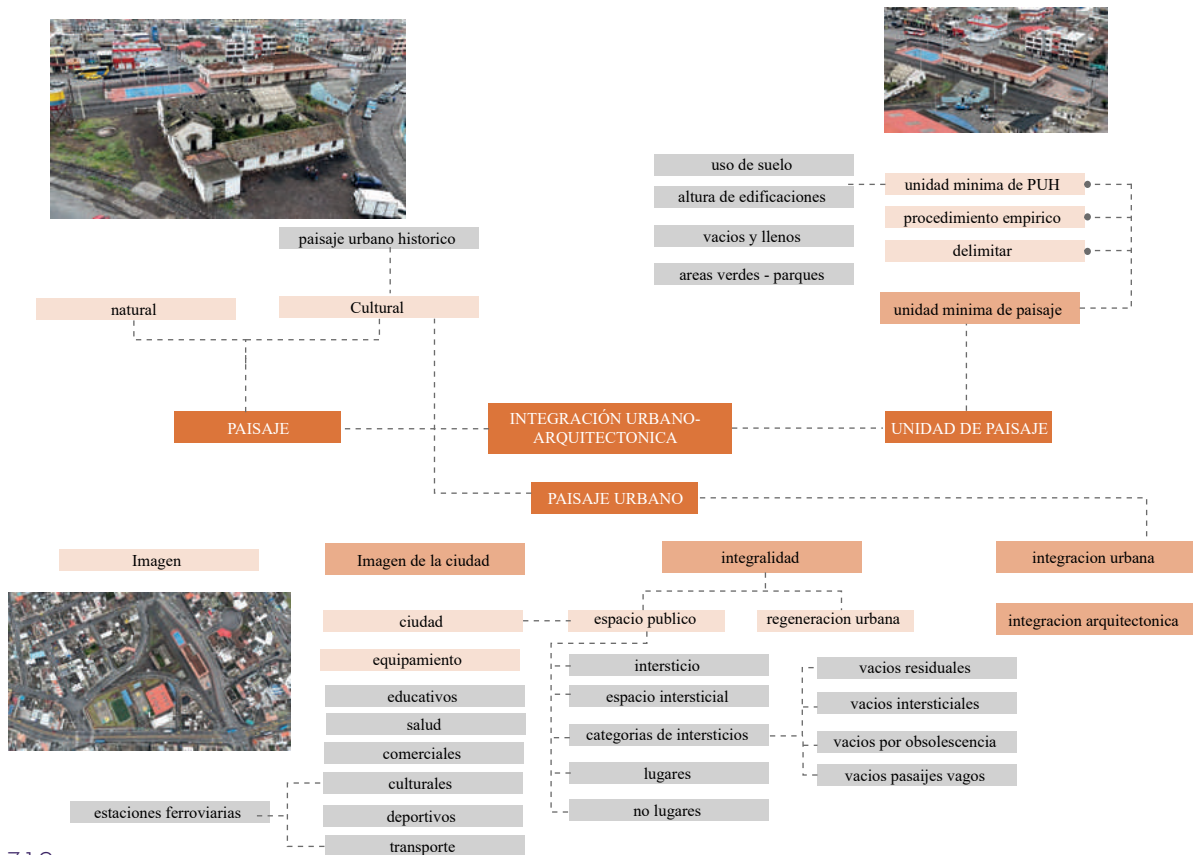 uso de suelo
altura de edificaciones
vacios y llenos
areas verdes - parques
unidad minima de PUH
procedimiento empirico
delimitar
unidad minima de paisaje
paisaje urbano historico
natural
Cultural
PAISAJE
INTEGRACIÓN URBANO-
ARQUITECTONICA
UNIDAD DE PAISAJE
PAISAJE URBANO
Imagen
Imagen de la ciudad
integralidad
integracion urbana
integracion arquitectonica
ciudad
espacio publico
regeneracion urbana
equipamiento
educativos
salud
comerciales
culturales
deportivos
transporte
estaciones ferroviarias
intersticio
espacio intersticial
categorias de intersticios
lugares
no lugares
vacios residuales
vacios intersticiales
vacios por obsolescencia
vacios pasaijes vagos